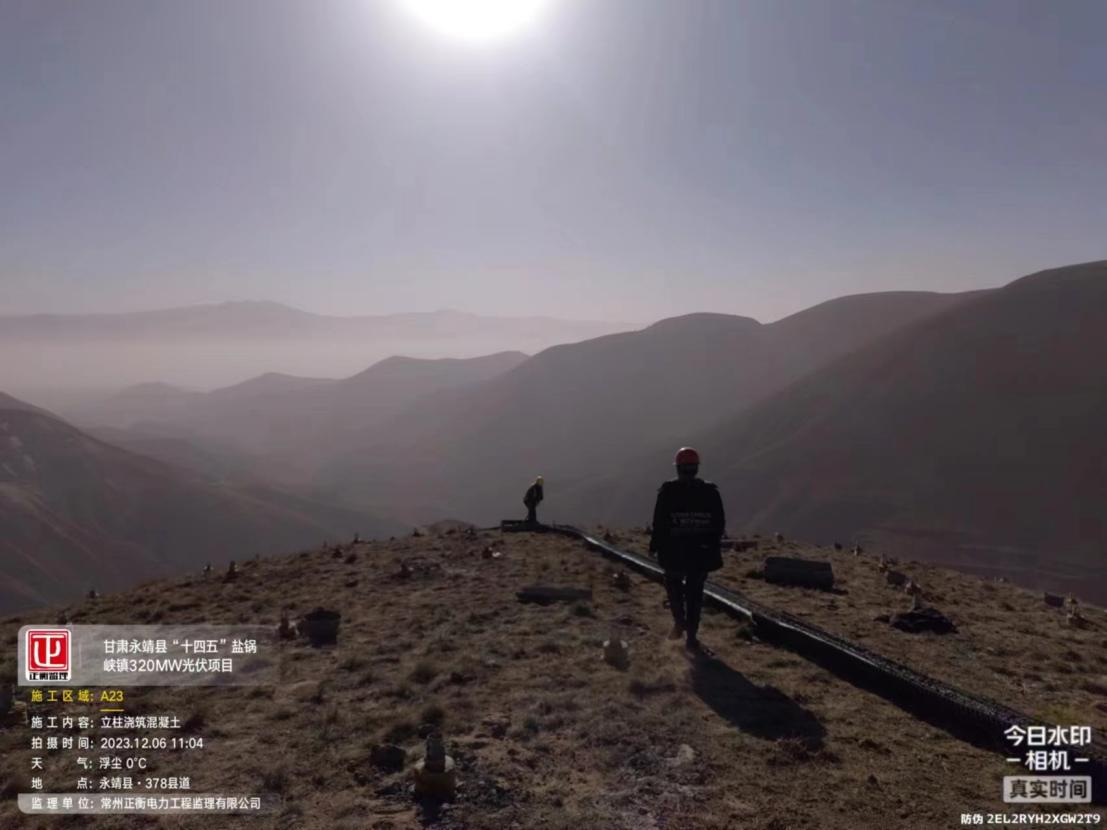 正衡监理
甘肃永靖县“十四五”盐锅
峡镇320MW光伏项目
施工区域：A23
施工内容：立柱浇筑混凝土
拍摄时间：2023.12.06 11:04
天气：浮尘 0°C
地点：永靖县·378县道
监理单位：常州正衡电力工程监理有限公司
今日水印
-相机-
真实时间
防伪 2EL2RYH2XGW2T9